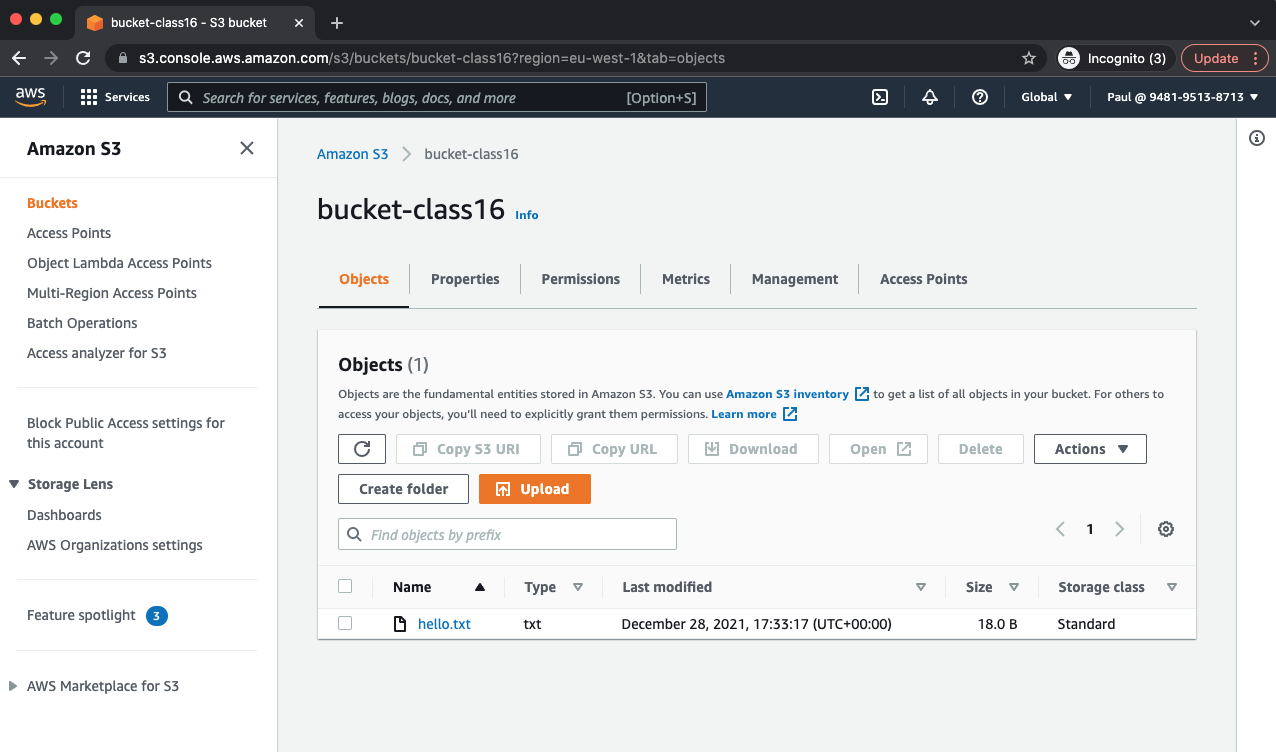 bucket-class16 - S3 bucket
s3.console.aws.amazon.com/s3/buckets/bucket-class16?region=eu-west-1&tab=objects
Incognito (3)
Update
aws
Services
Search for services, features, blogs, docs, and more
[Option+S]
Global
Paul @ 9481-9513-8713
Amazon S3
Buckets
Access Points
Object Lambda Access Points
Multi-Region Access Points
Batch Operations
Access analyzer for S3
Block Public Access settings for
this account
Storage Lens
Dashboards
AWS Organizations settings
Feature spotlight 3
AWS Marketplace for S3
Amazon S3 bucket-class16
bucket-class16 Info
Objects Properties Permissions Metrics Management Access Points
Objects (1)
Objects are the fundamental entities stored in Amazon S3. You can use Amazon S3 inventory to get a list of all objects in your bucket. For others to
access your objects, you'll need to explicitly grant them permissions. Learn more
Copy S3 URI Copy URL Download Open Delete Actions
Create folder Upload
Find objects by prefix
1
Name Type Last modified Size Storage class
hello.txt txt December 28, 2021, 17:33:17 (UTC+00:00) 18.0 B Standard